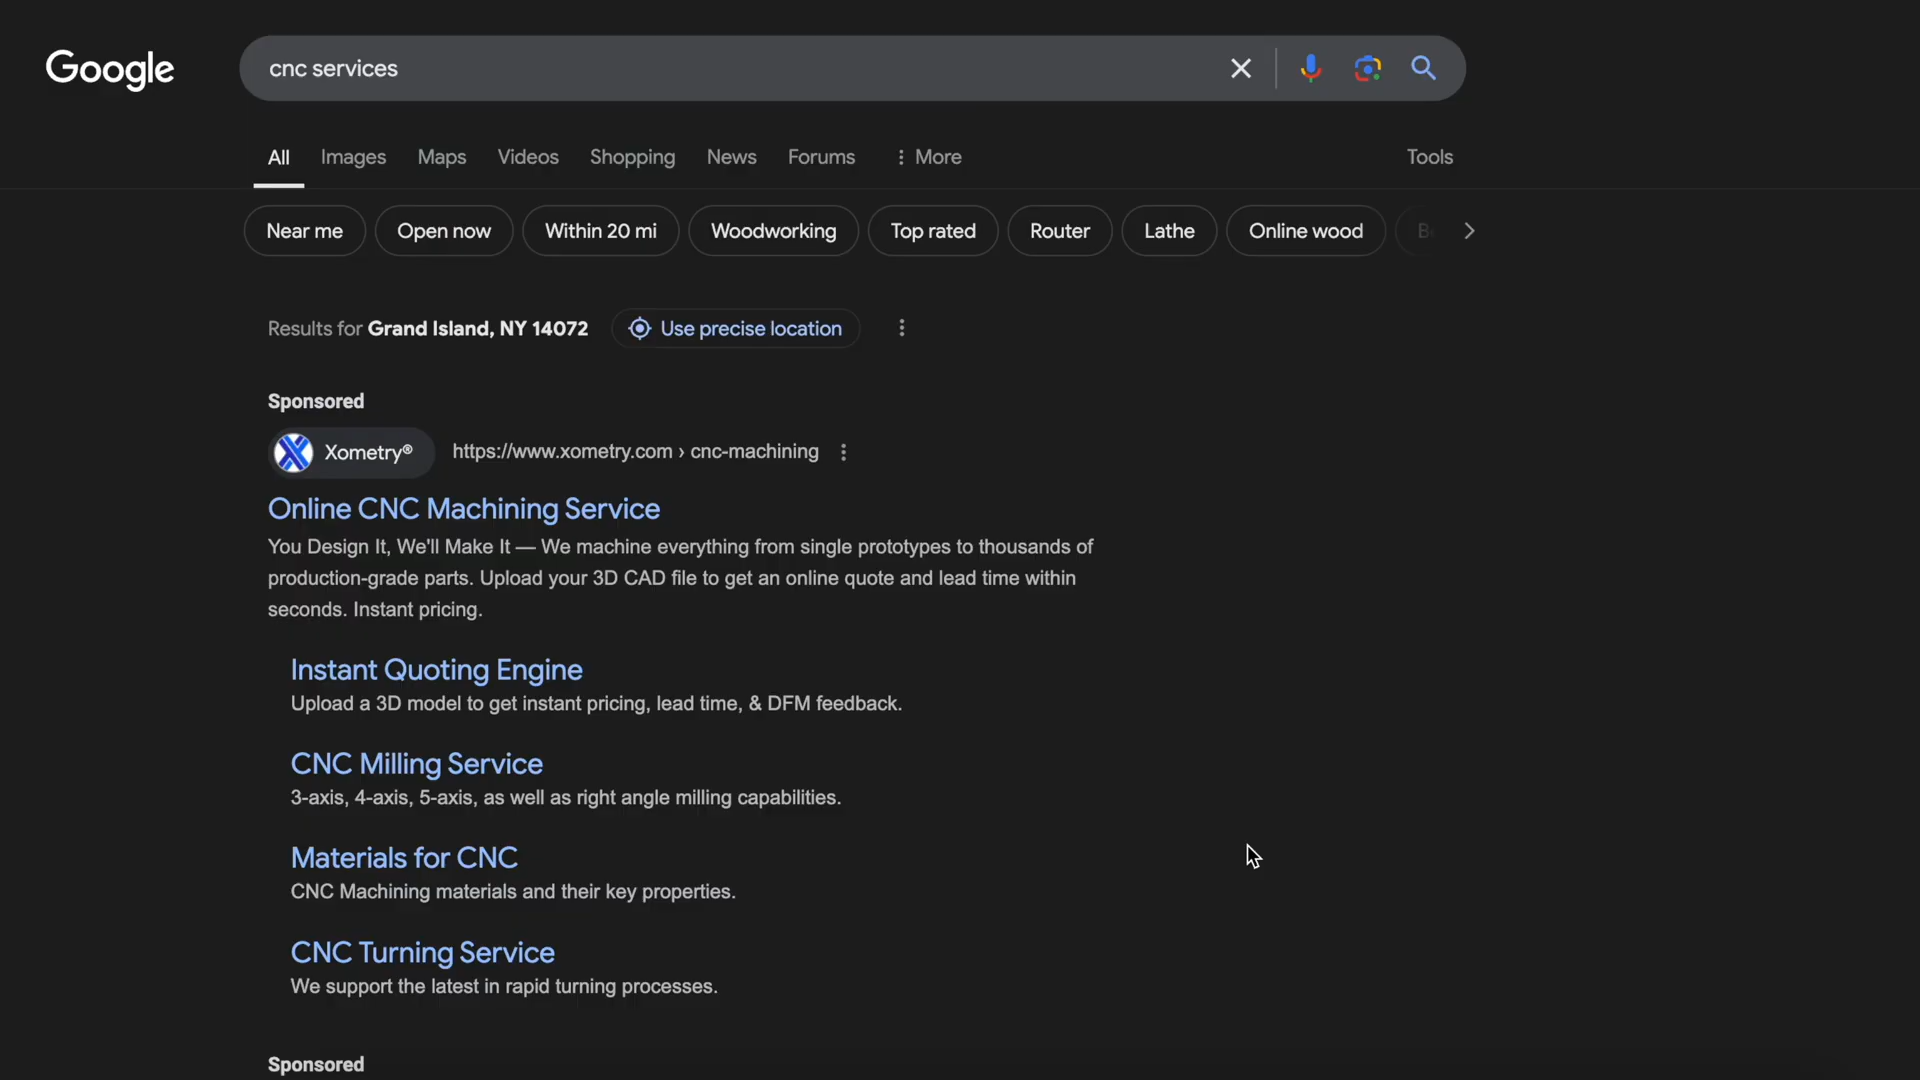 Google
cnc services
All Images Maps Videos Shopping News Forums More Tools
Near me Open now Within 20 mi Woodworking Top rated Router Lathe Online wood
Results for Grand Island, NY 14072 Use precise location
Sponsored
Xometry® https://www.xometry.com › cnc-machining
Online CNC Machining Service
You Design It, We'll Make It — We machine everything from single prototypes to thousands of
production-grade parts. Upload your 3D CAD file to get an online quote and lead time within
seconds. Instant pricing.
Instant Quoting Engine
Upload a 3D model to get instant pricing, lead time, & DFM feedback.
CNC Milling Service
3-axis, 4-axis, 5-axis, as well as right angle milling capabilities.
Materials for CNC
CNC Machining materials and their key properties.
CNC Turning Service
We support the latest in rapid turning processes.
Sponsored